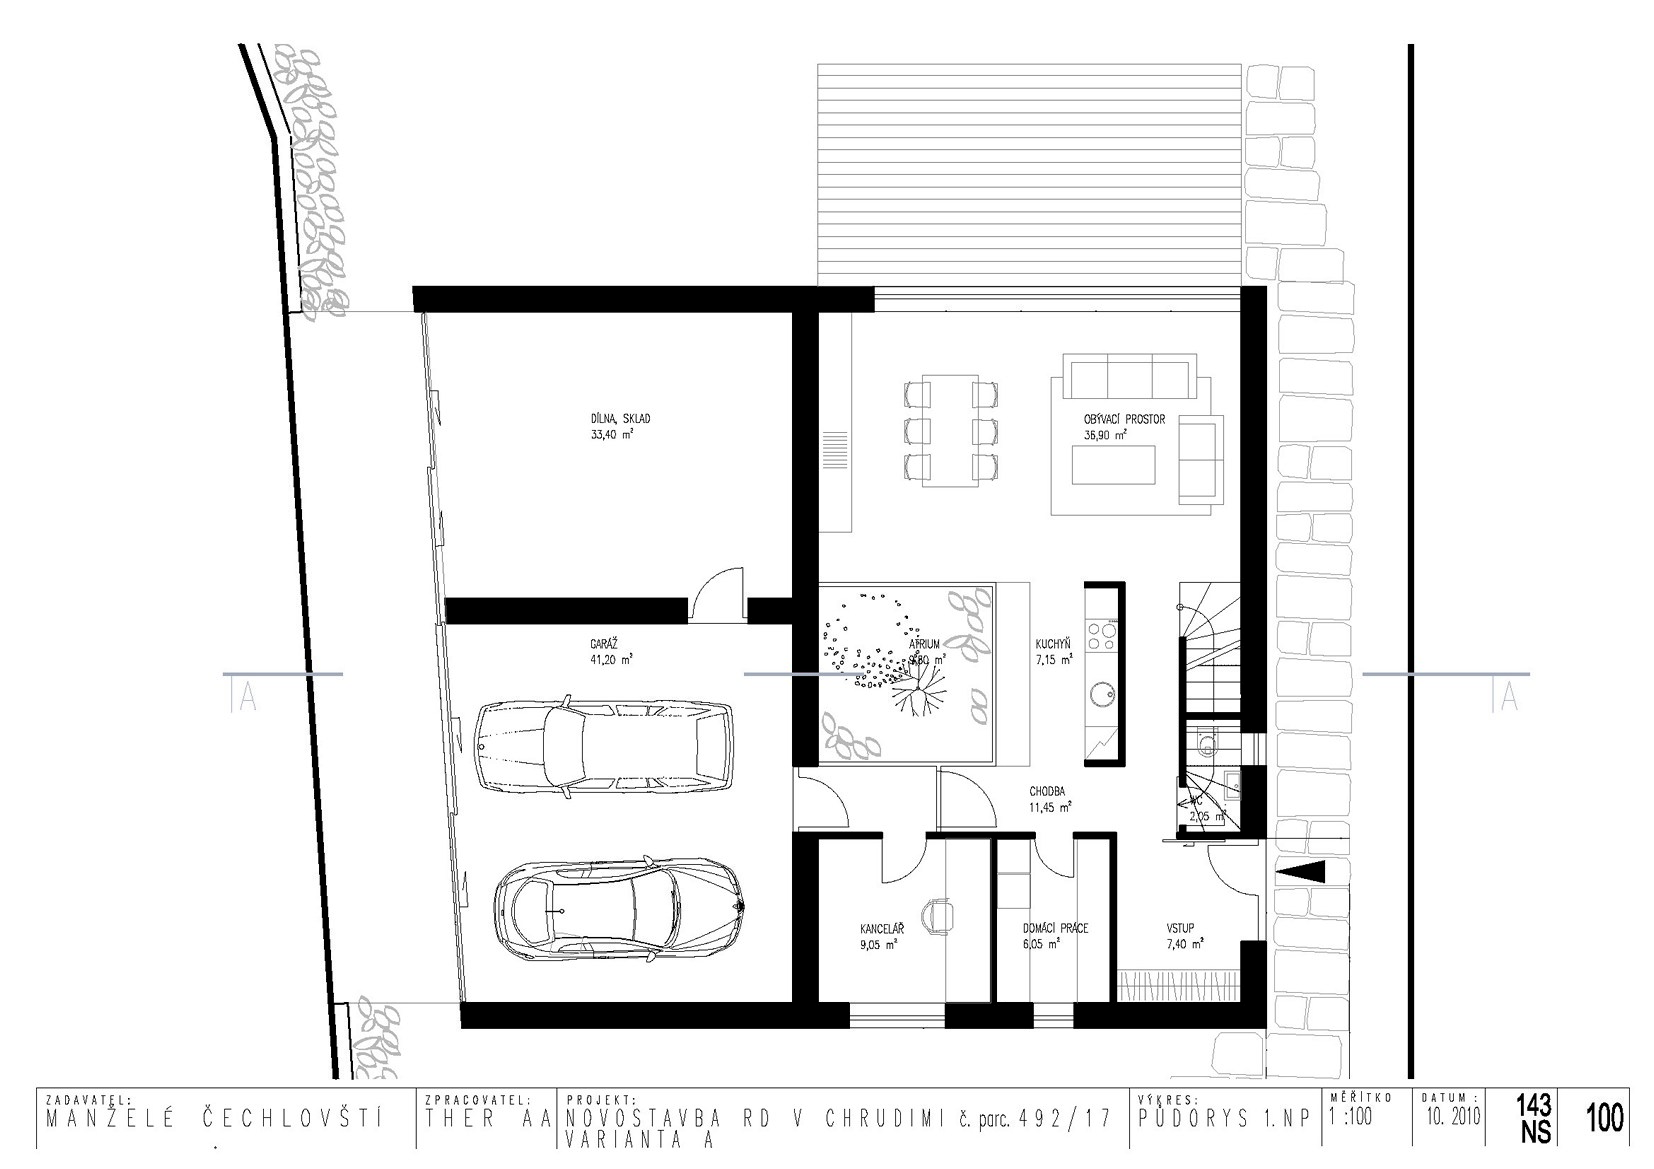 DÍLNA, SKLAD
33,40 m²
OBÝVACÍ PROSTOR
36,90 m²
GARÁŽ
41,20 m²
ATRIUM
9,80 m²
KUCHYŇ
7,15 m²
A
A
CHODBA
11,45 m²
WC
2,05 m²
KANCELÁŘ
9,05 m²
DOMÁCÍ PRÁCE
6,05 m²
VSTUP
7,40 m²
ZADAVATEL:
MANŽELÉ ČECHLOVŠTÍ
ZPRACOVATEL:
THER AA
PROJEKT:
NOVOSTAVBA RD V CHRUDIMI č. parc. 492/17
VARIANTA A
VÝKRES:
PŮDORYS 1.NP
MĚŘÍTKO
1 :100
DATUM :
10. 2010
143
NS
100